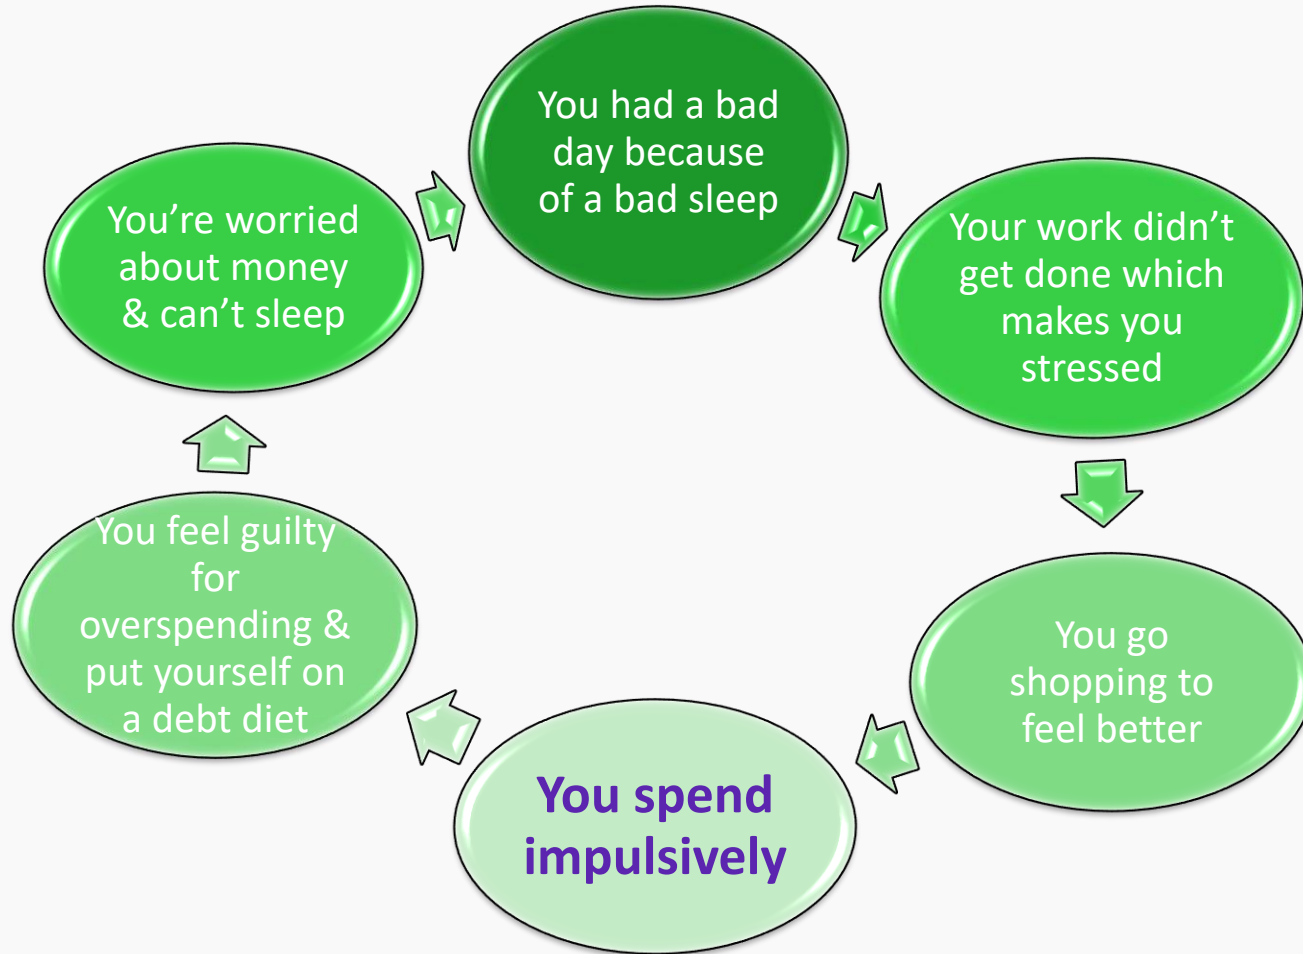 You had a bad
day because
of a bad sleep
Your work didn’t
get done which
makes you
stressed
You go
shopping to
feel better
You spend
impulsively
You feel guilty
for
overspending &
put yourself on
a debt diet
You’re worried
about money
& can’t sleep